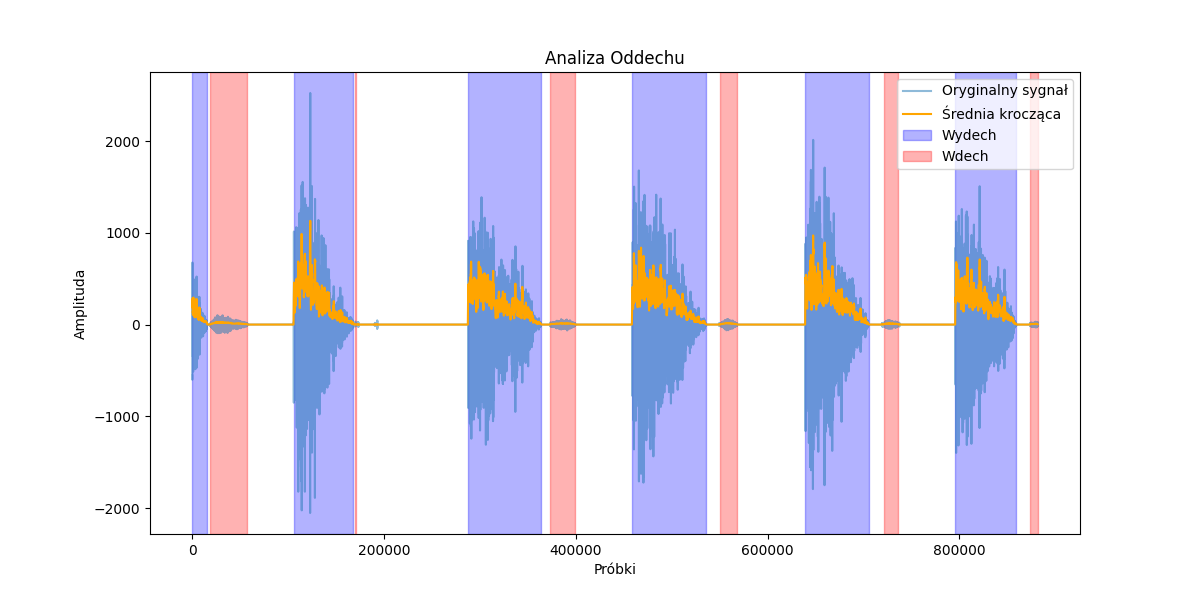 Analiza Oddechu
Oryginalny sygnał
Średnia krocząca
Wydech
Wdech
Amplituda
2000
1000
0
−1000
−2000
0
200000
400000
600000
800000
Próbki